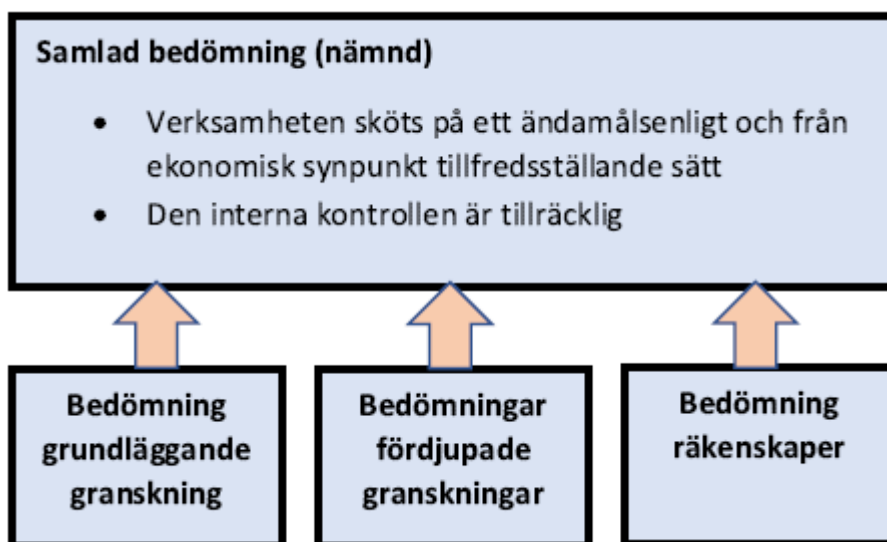 Samlad bedömning (nämnd)
• Verksamheten sköts på ett ändamålsenligt och från
ekonomisk synpunkt tillfredsställande sätt
• Den interna kontrollen är tillräcklig
Bedömning
grundläggande
granskning
Bedömningar
fördjupade
granskningar
Bedömning
räkenskaper